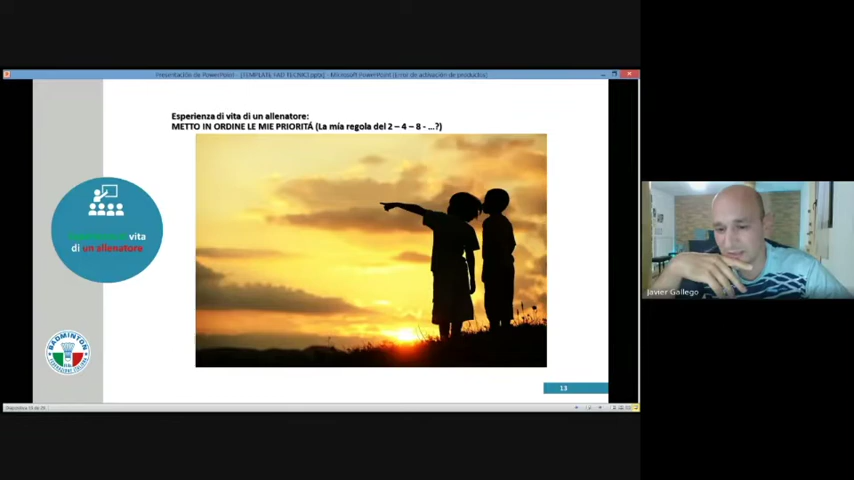 Presentación de PowerPoint - [TEMPLATE FAD TECNICI.pptx] - Microsoft PowerPoint (Error de activación de productos)
Esperienza di vita di un allenatore:
METTO IN ORDINE LE MIE PRIORITÁ (La mía regola del 2 – 4 – 8 - ...?)
vita
di un allenatore
BADMINTON
Javier Gallego
13